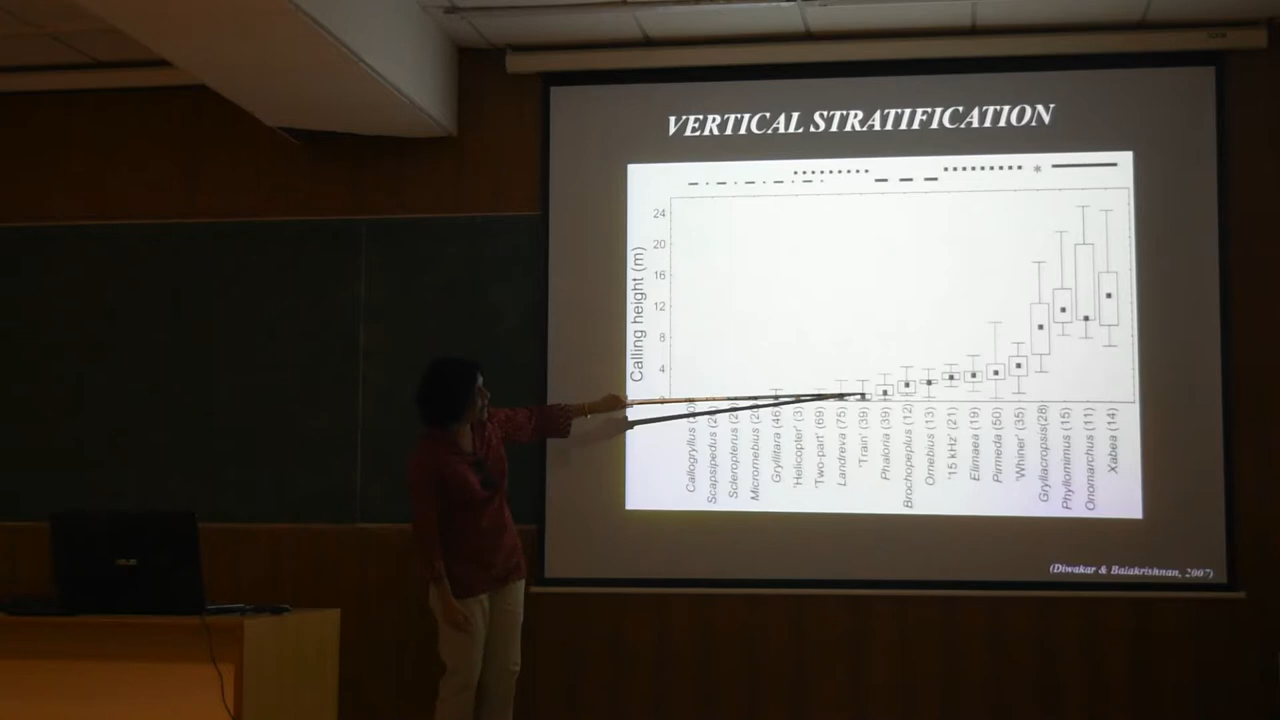 VERTICAL STRATIFICATION
*
24
20
16
12
8
4
Calling height (m)
Callogryllus
Scapsipedus
Scleropterus
Micromebius
Gryllitara (46)
'Helicopter' (3)
'Two-part' (69)
Landreva (75)
'Train' (39)
Phaloria (39)
Brochopeplus (12)
Ornebius (13)
'15 kHz' (21)
Elimaea (19)
Pirmeda (50)
'Whiner' (35)
Gryllacropsis(28)
Phyllomimus (15)
Onomarchus (11)
Xabea (14)
(Diwakar & Balakrishnan, 2007)
ASUS